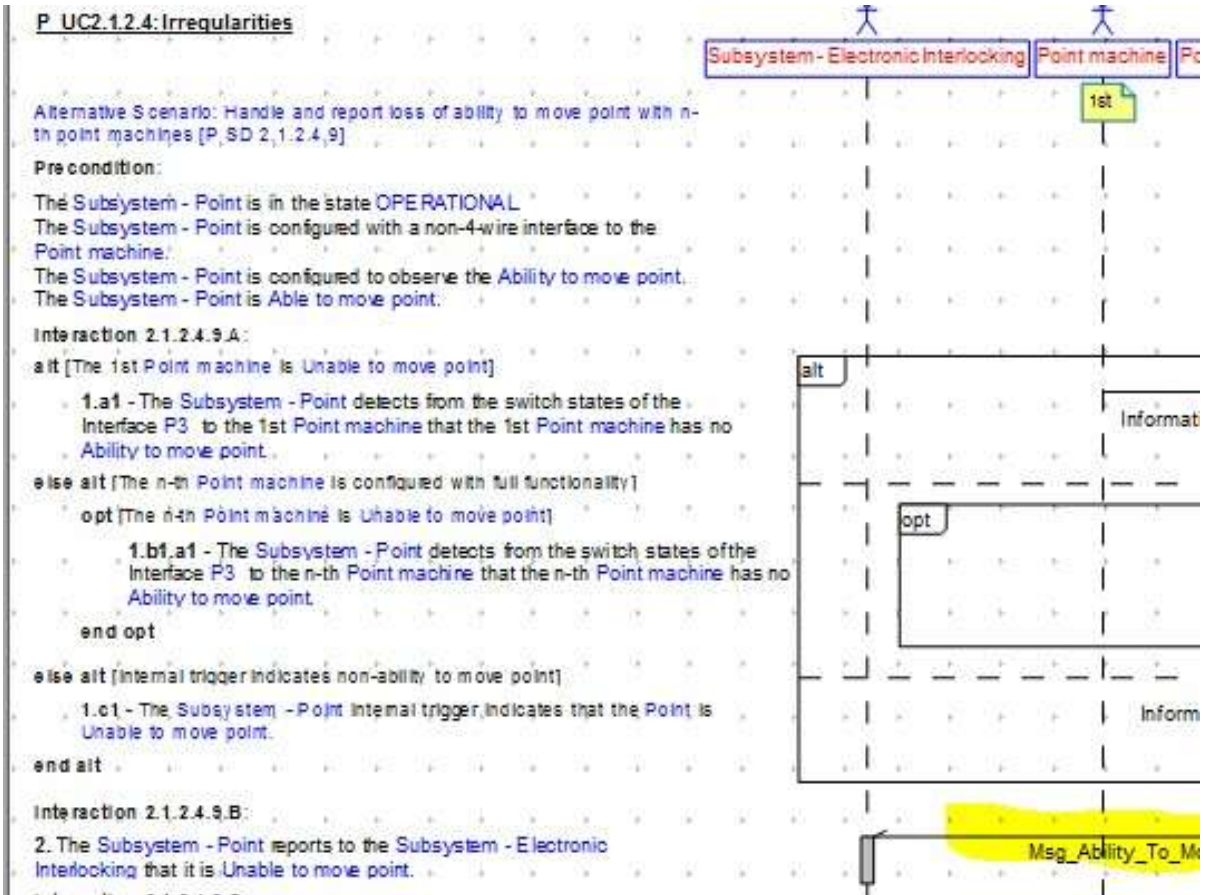 P UC2.1.2.4: Irregularities
Subsystem - Electronic Interlocking
Point machine
Po
1st
Alternative Scenario: Handle and report loss of ability to move point with n-
th point machines [P.SD 2.1.2.4.9]
Precondition:
The Subsystem - Point is in the state OPERATIONAL
The Subsystem - Point is configured with a non-4-wire interface to the
Point machine.
The Subsystem - Point is configured to observe the Ability to move point.
The Subsystem - Point is Able to move point.
Interaction 2.1.2.4.9.A:
alt [The 1st Point machine is Unable to move point]
alt
1.a1 - The Subsystem - Point detects from the switch states of the
Interface P3 to the 1st Point machine that the 1st Point machine has no
Ability to move point.
Informati
else alt [The n-th Point machine is configured with full functionality]
opt [The n-th Point machine is Unable to move point]
opt
1.b1.a1 - The Subsystem - Point detects from the switch states of the
Interface P3 to the n-th Point machine that the n-th Point machine has no
Ability to move point.
end opt
else alt [Internal trigger indicates non-ability to move point]
1.c1 - The Subsystem - Point internal trigger indicates that the Point is
Unable to move point.
Inform
end alt
Interaction 2.1.2.4.9.B:
2. The Subsystem - Point reports to the Subsystem - Electronic
Interlocking that it is Unable to move point.
Msg_Ability_To_Mo